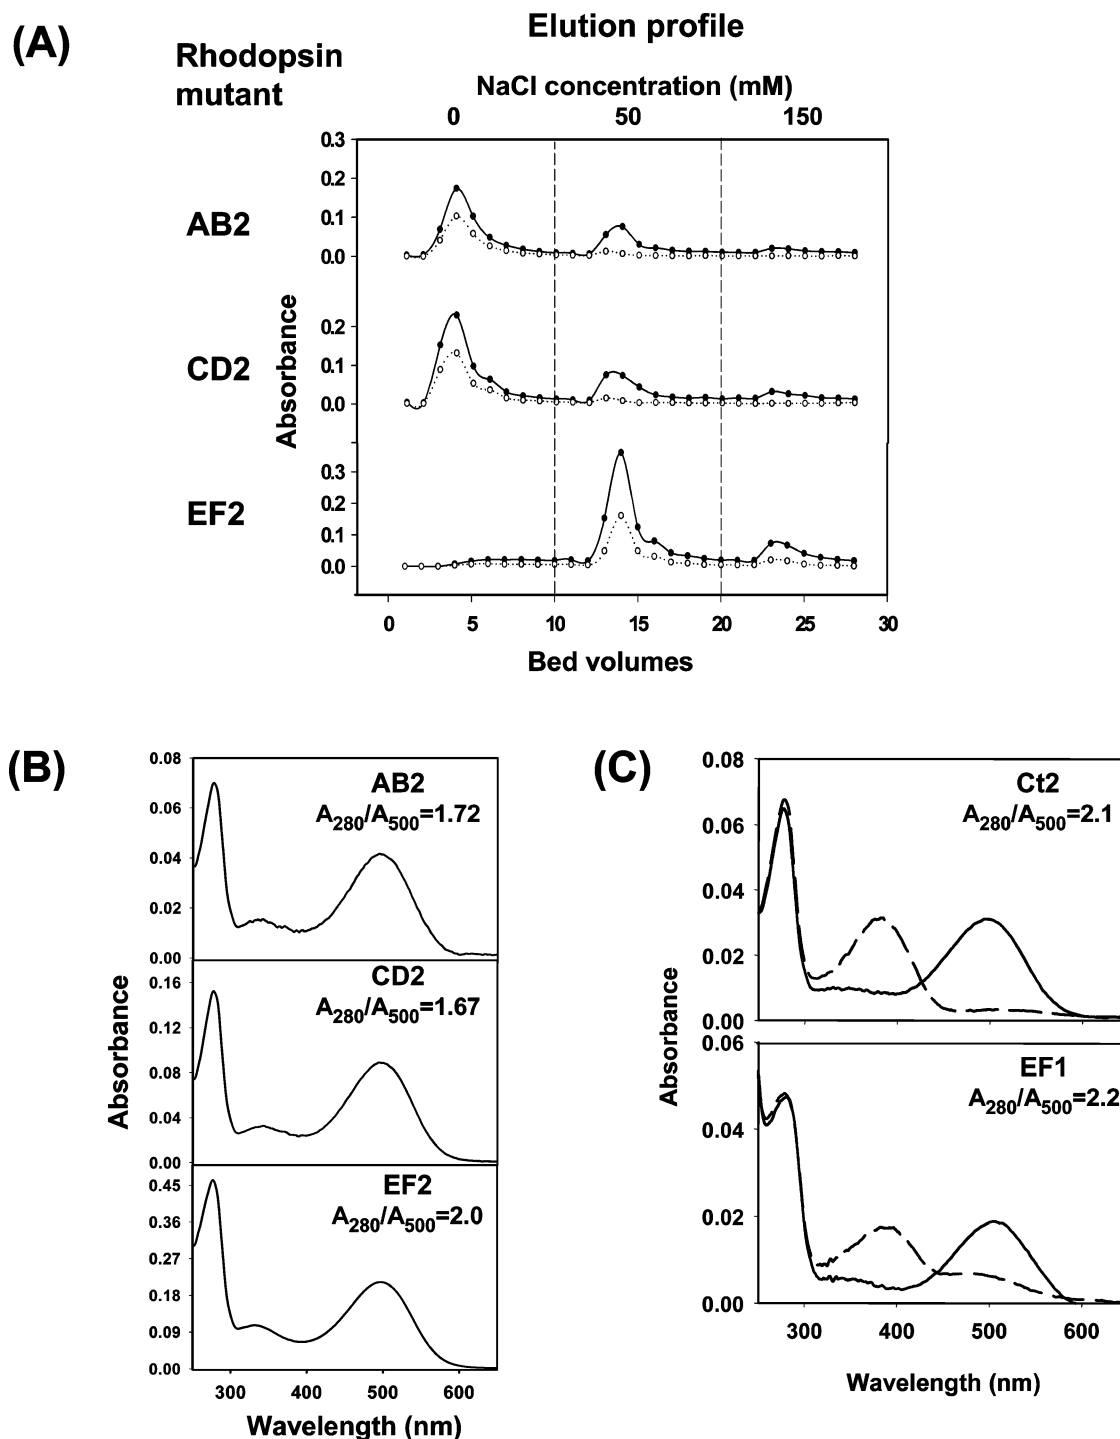 (A)
Elution profile
Rhodopsin
mutant
NaCl concentration (mM)
0 50 150
0.3
0.2
AB2
0.1
0.0
0.2
CD2
0.1
0.0
0.3
EF2
0.2
0.1
0.0
Absorbance
0 5 10 15 20 25 30
Bed volumes
(B)
0.08
AB2
A280/A500=1.72
0.06
0.04
0.02
0.00
CD2
A280/A500=1.67
0.16
0.12
0.08
0.04
0.00
EF2
A280/A500=2.0
0.45
0.36
0.27
0.18
0.09
0.00
Absorbance
300 400 500 600
Wavelength (nm)
(C)
0.08
Ct2
A280/A500=2.1
0.06
0.04
0.02
0.00
0.06
EF1
A280/A500=2.2
0.04
0.02
0.00
Absorbance
300 400 500 600
Wavelength (nm)